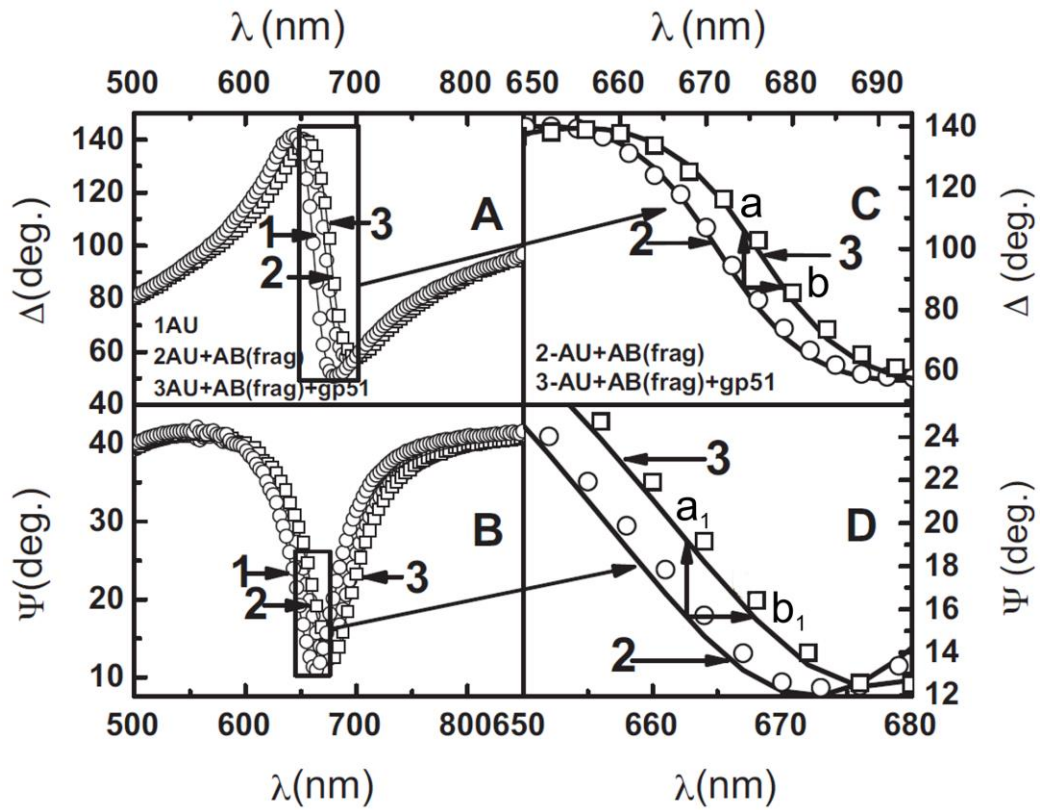 λ (nm)
λ (nm)
500 600 700 800 650 660 670 680 690
140
120
100
80
60
40
Δ(deg.)
1
2
3
A
1AU
2AU+AB(frag)
3AU+AB(frag)+gp51
a
b
2
3
C
2-AU+AB(frag)
3-AU+AB(frag)+gp51
140
120
100
80
60
Δ (deg.)
40
30
20
10
Ψ(deg.)
1
2
3
B
3
a₁
b₁
2
D
24
22
20
18
16
14
12
Ψ (deg.)
500 600 700 800 650 660 670 680
λ(nm)
λ(nm)